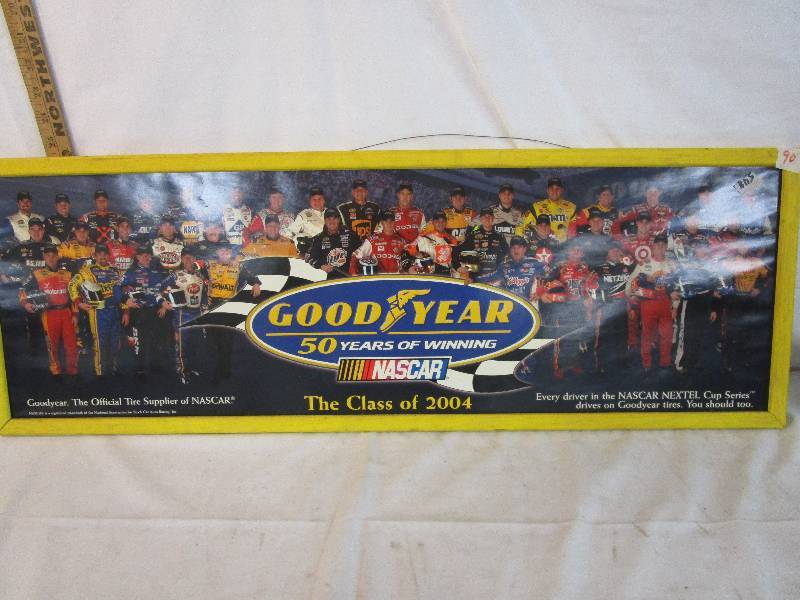 NORTHWES
90
BAS
GOODYEAR
50 YEARS OF WINNING
NASCAR
Goodyear. The Official Tire Supplier of NASCAR®
The Class of 2004
Every driver in the NASCAR NEXTEL Cup Series™
drives on Goodyear tires. You should too.